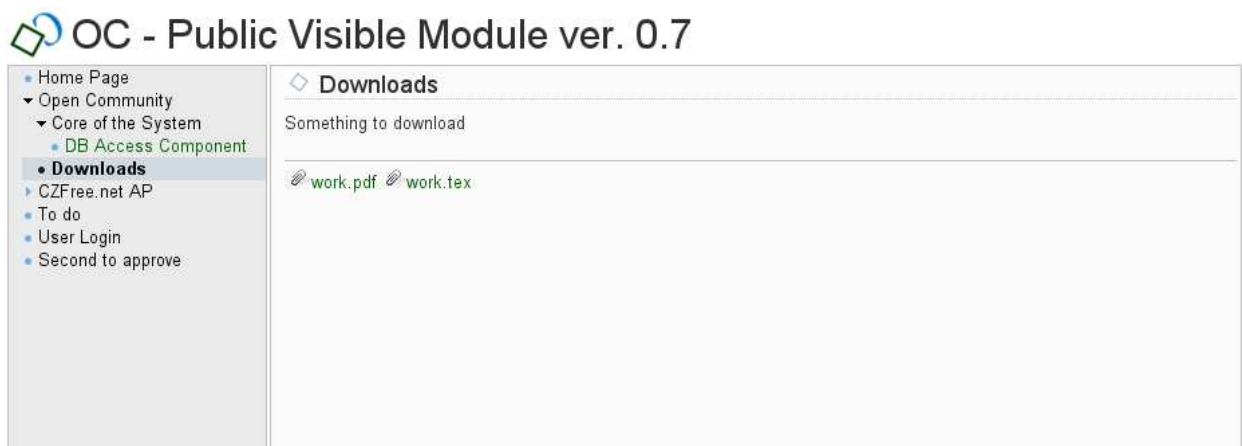 OC - Public Visible Module ver. 0.7
Home Page
Open Community
Core of the System
DB Access Component
Downloads
CZFree.net AP
To do
User Login
Second to approve
Downloads
Something to download
work.pdf work.tex